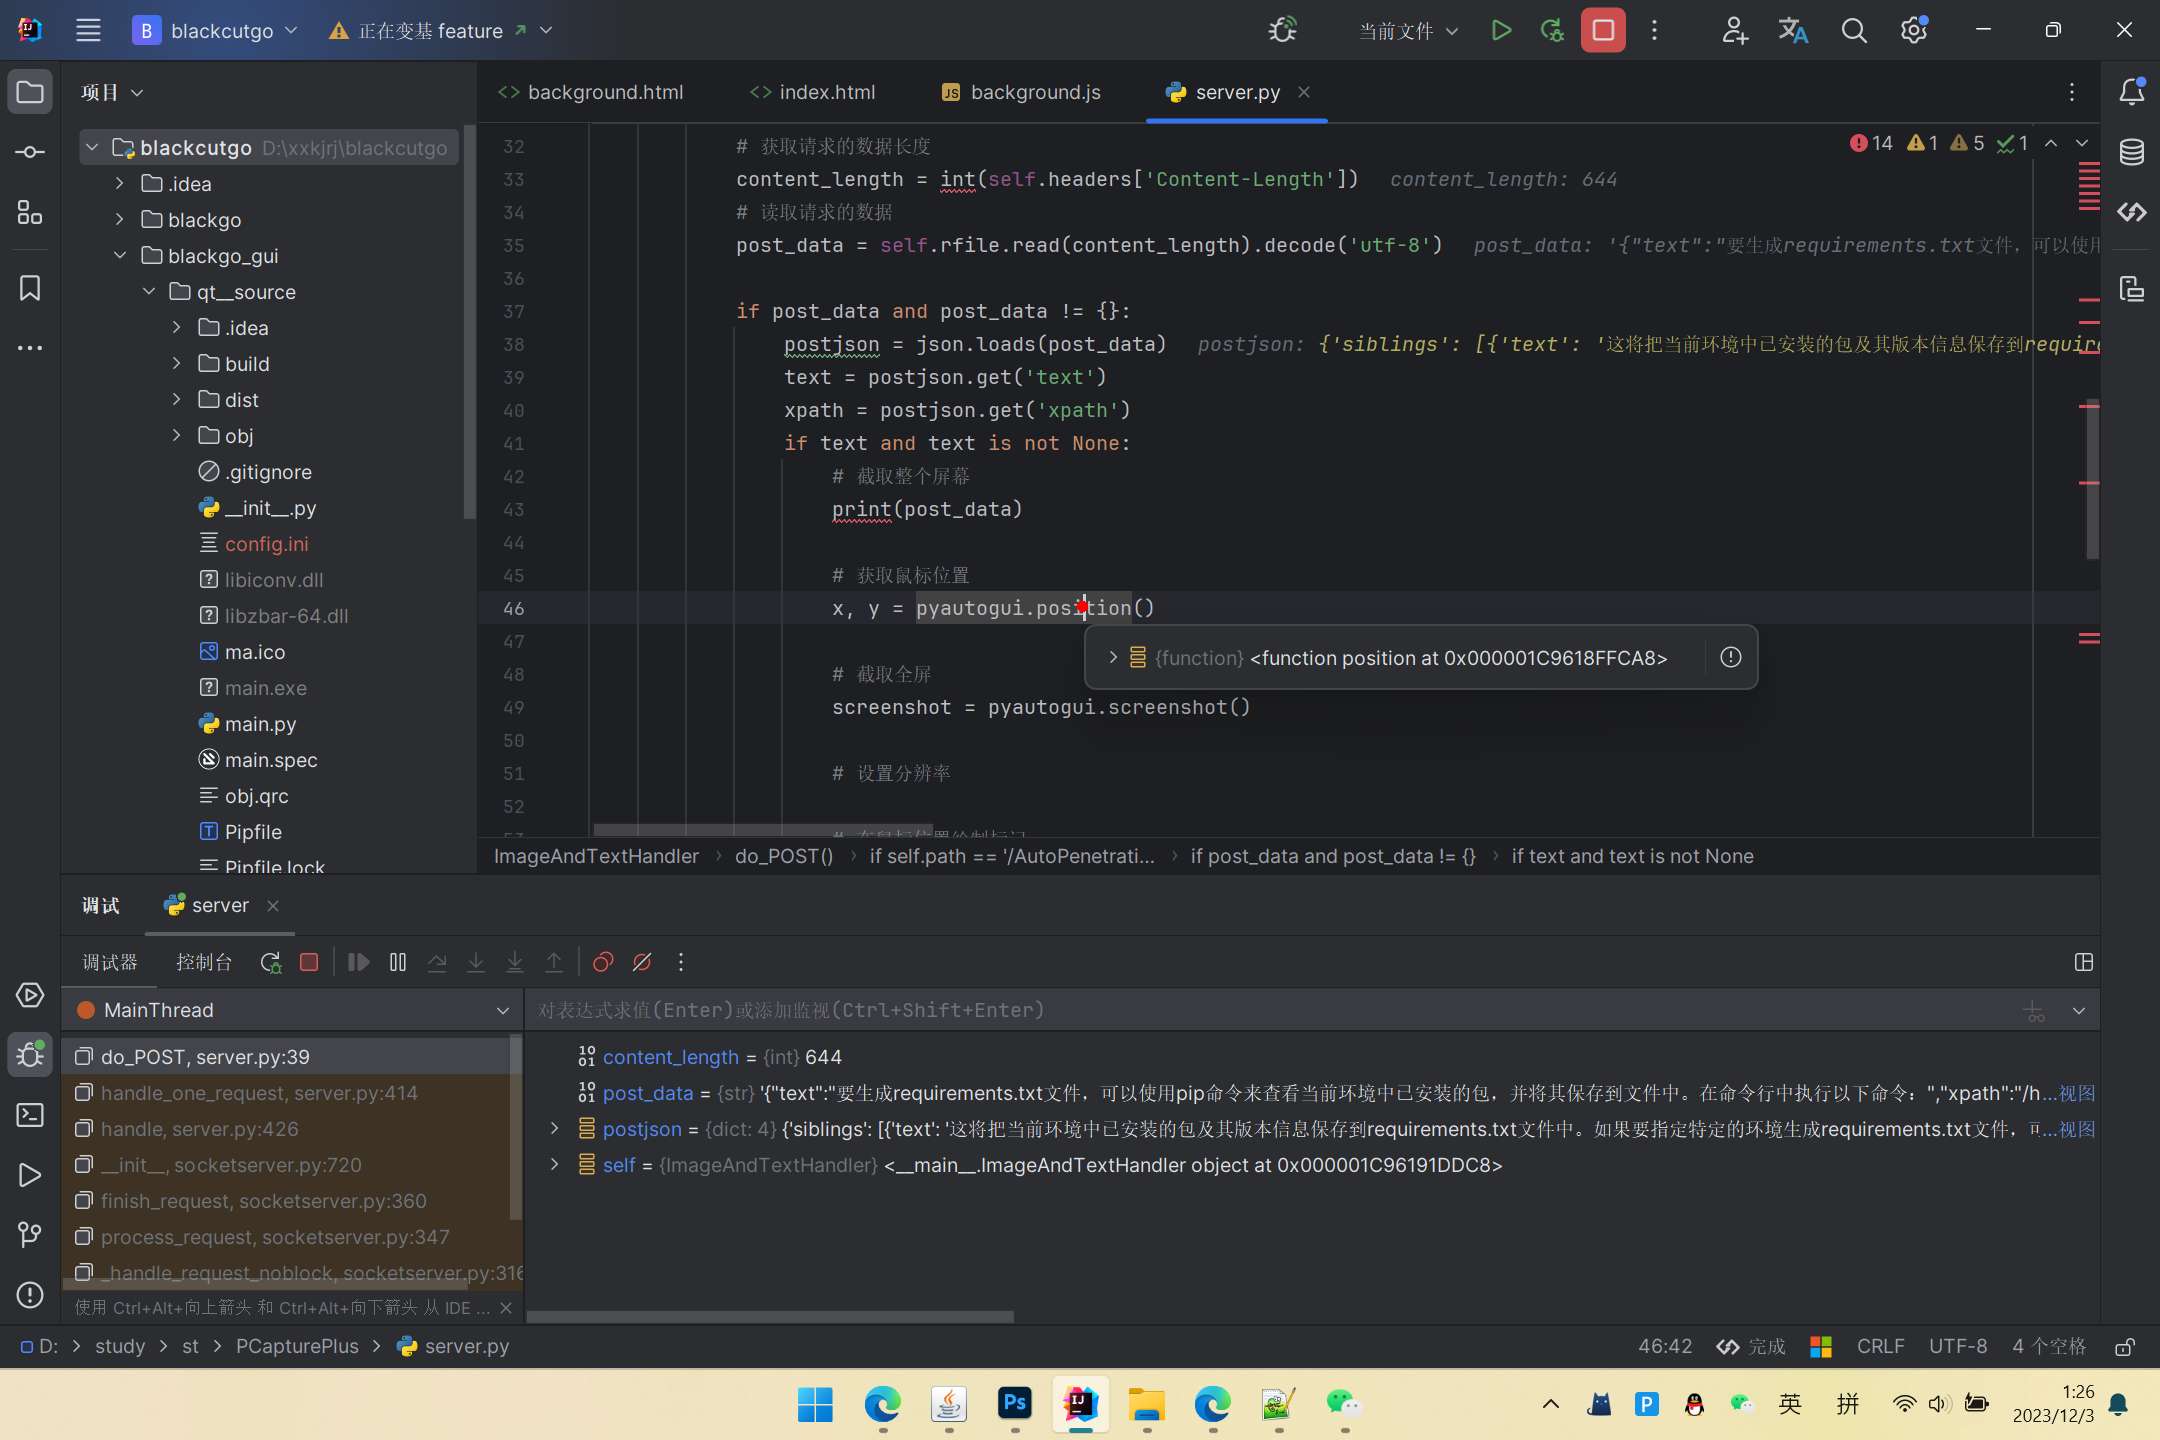 B blackcutgo 正在变基 feature 当前文件
项目
background.html index.html background.js server.py
blackcutgo D:\xxkjrj\blackcutgo
.idea
blackgo
blackgo_gui
qt__source
.idea
build
dist
obj
.gitignore
__init__.py
config.ini
libiconv.dll
libzbar-64.dll
ma.ico
main.exe
main.py
main.spec
obj.qrc
Pipfile
Pipfile.lock
14 1 5 1
32 # 获取请求的数据长度
33 content_length = int(self.headers['Content-Length']) content_length: 644
34 # 读取请求的数据
35 post_data = self.rfile.read(content_length).decode('utf-8') post_data: '{"text":"要生成requirements.txt文件，可以使用
36
37 if post_data and post_data != {}:
38 postjson = json.loads(post_data) postjson: {'siblings': [{'text': '这将把当前环境中已安装的包及其版本信息保存到require
39 text = postjson.get('text')
40 xpath = postjson.get('xpath')
41 if text and text is not None:
42 # 截取整个屏幕
43 print(post_data)
44
45 # 获取鼠标位置
46 x, y = pyautogui.position()
47
{function} <function position at 0x000001C9618FFCA8>
48 # 截取全屏
49 screenshot = pyautogui.screenshot()
50
51 # 设置分辨率
52
53 # 在鼠标位置绘制标记
ImageAndTextHandler › do_POST() › if self.path == '/AutoPenetrati... › if post_data and post_data != {} › if text and text is not None
调试 server
调试器 控制台
MainThread
对表达式求值(Enter)或添加监视(Ctrl+Shift+Enter)
do_POST, server.py:39
handle_one_request, server.py:414
handle, server.py:426
__init__, socketserver.py:720
finish_request, socketserver.py:360
process_request, socketserver.py:347
_handle_request_noblock, socketserver.py:316
使用 Ctrl+Alt+向上箭头 和 Ctrl+Alt+向下箭头 从 IDE ...
content_length = {int} 644
post_data = {str} '{"text":"要生成requirements.txt文件，可以使用pip命令来查看当前环境中已安装的包，并将其保存到文件中。在命令行中执行以下命令：","xpath":"/h...视图
postjson = {dict: 4} {'siblings': [{'text': '这将把当前环境中已安装的包及其版本信息保存到requirements.txt文件中。如果要指定特定的环境生成requirements.txt文件，可...视图
self = {ImageAndTextHandler} <__main__.ImageAndTextHandler object at 0x000001C96191DDC8>
D: › study › st › PCapturePlus › server.py
46:42 完成 CRLF UTF-8 4 个空格
Ps
P 英 拼
1:26
2023/12/3